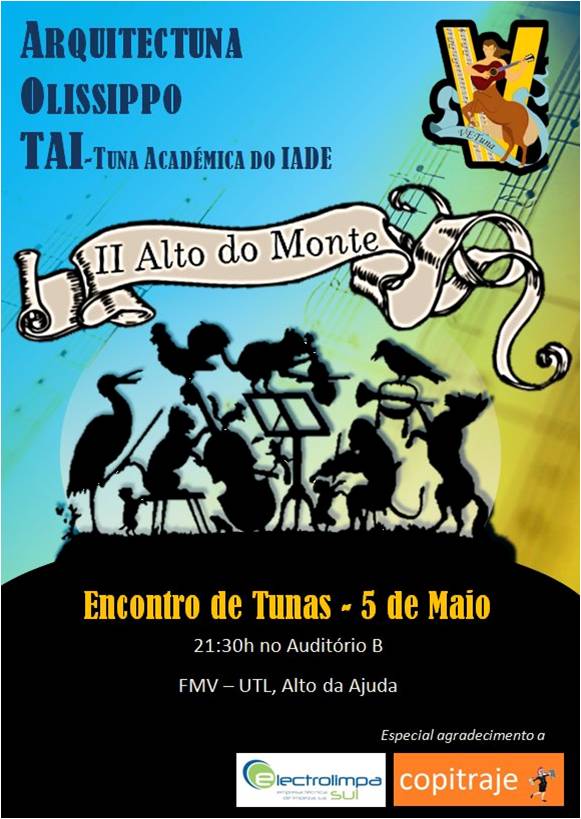 ARQUITECTUNA
OLISSIPPO
TAI-TUNA ACADÉMICA DO IADE
VETuna
II Alto do Monte
Encontro de Tunas - 5 de Maio
21:30h no Auditório B
FMV – UTL, Alto da Ajuda
Especial agradecimento a
electrolimpa
sul
copitraje